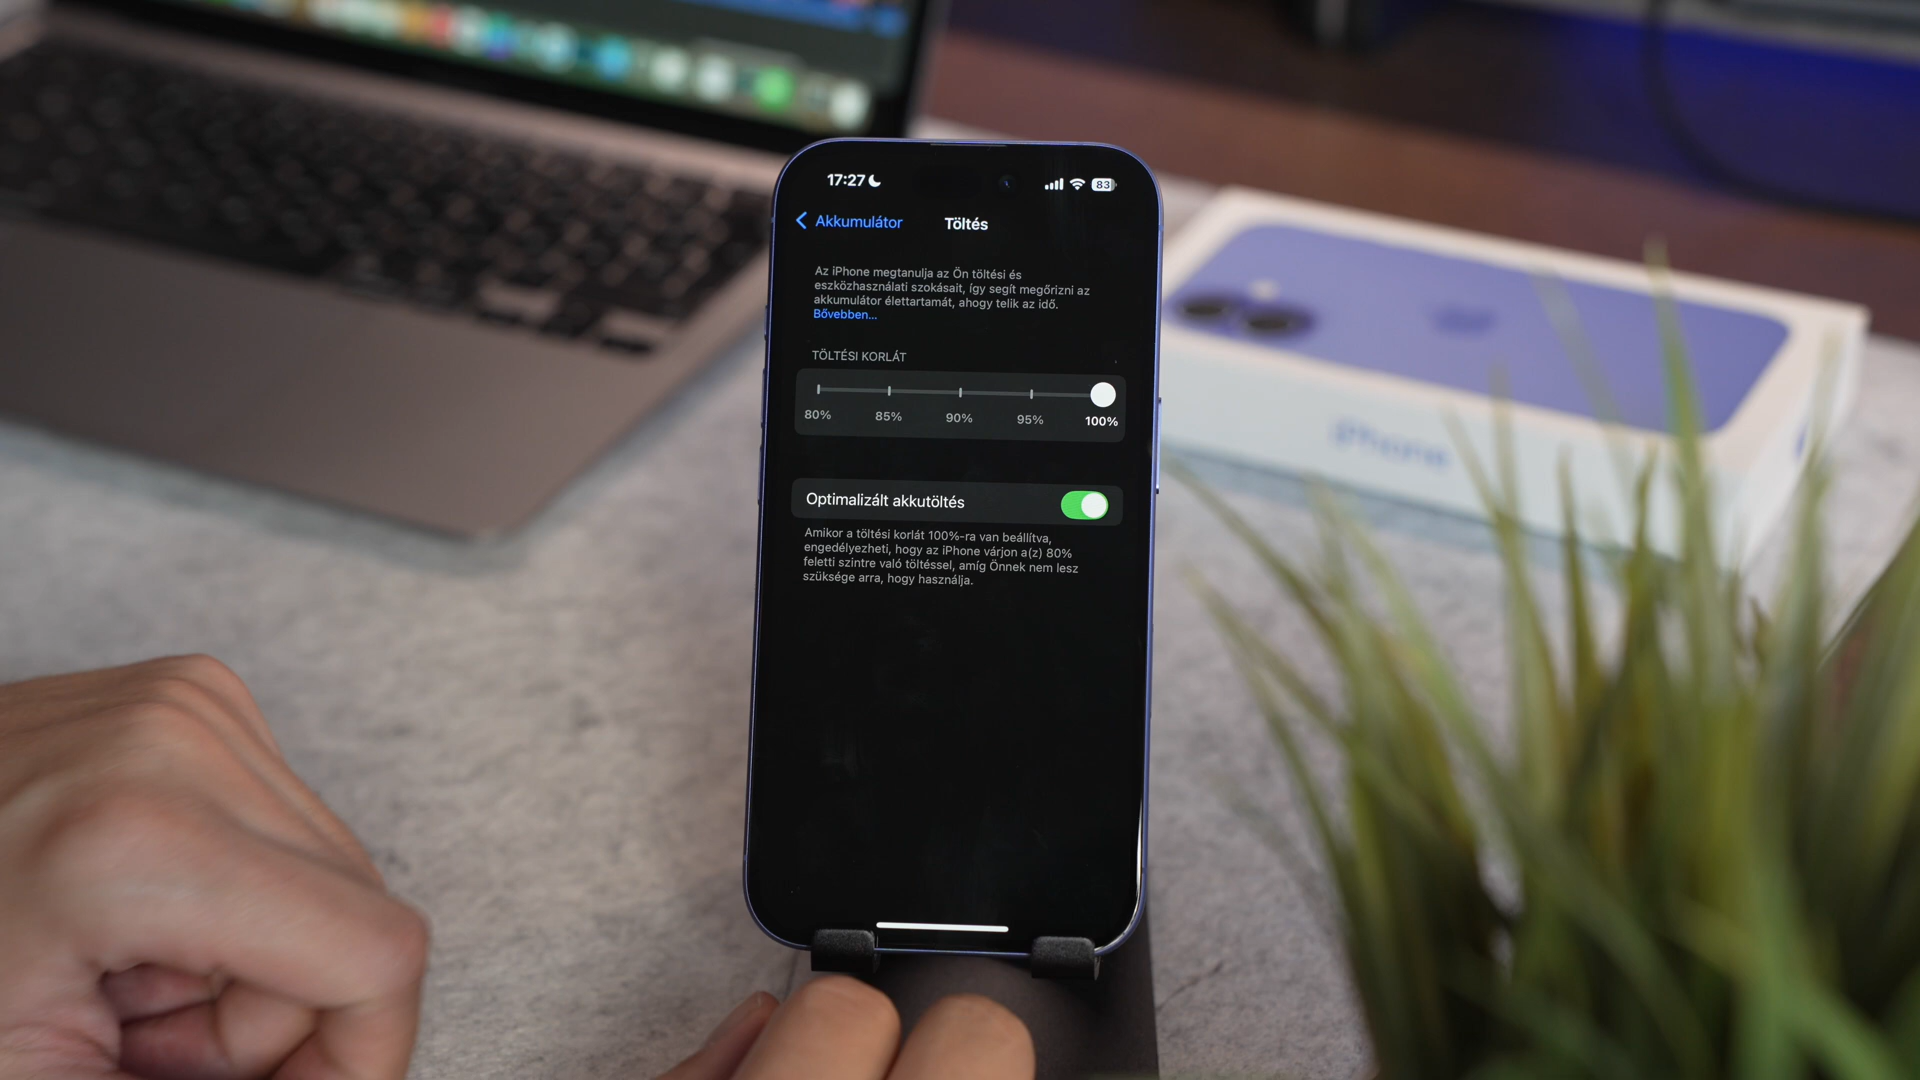 17:27
83
Akkumulátor
Töltés
Az iPhone megtanulja az Ön töltési és
eszközhasználati szokásait, így segít megőrizni az
akkumulátor élettartamát, ahogy telik az idő.
Bővebben...
TÖLTÉSI KORLÁT
80% 85% 90% 95% 100%
Optimalizált akkutöltés
Amikor a töltési korlát 100%-ra van beállítva,
engedélyezheti, hogy az iPhone várjon a(z) 80%
feletti szintre való töltéssel, amíg Önnek nem lesz
szüksége arra, hogy használja.
iPhone